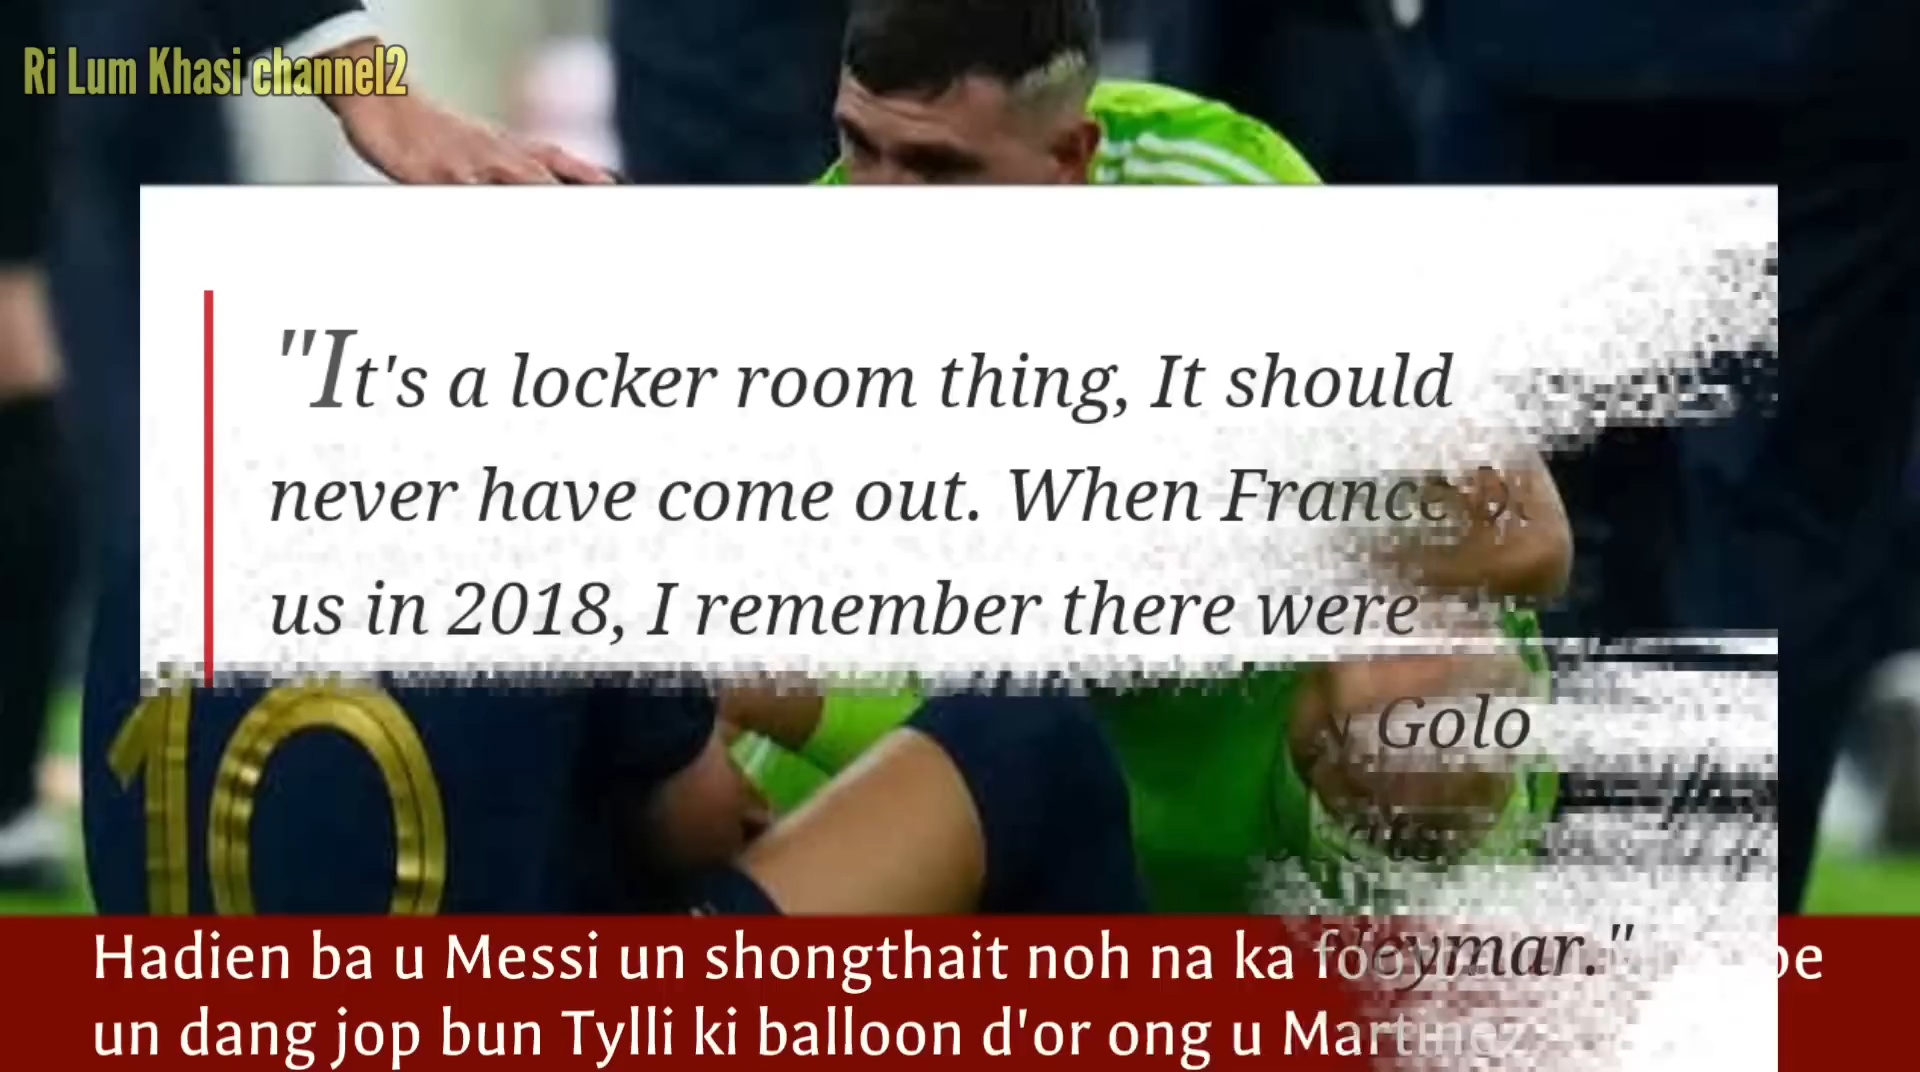 Ri Lum Khasi channel2
"It's a locker room thing, It should
never have come out. When France
us in 2018, I remember there were
Golo
Neymar."
Hadien ba u Messi un shongthait noh na ka
un dang jop bun Tylli ki balloon d'or ong u Martinez